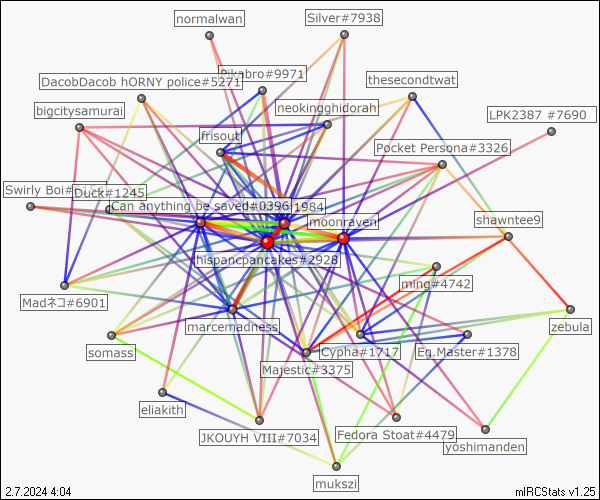 normalwan
Silver#7938
Pikabro#9971
DacobDacob hORNY police#5271
thesecondtwat
bigcitysamurai
neokingghidorah
LPK2387 #7690
frisout
Pocket Persona#3326
Swirly Boi#
Duck#1245
Can anything be saved#0396
1984
moonraven
shawntee9
hispancpancakes#2928
ming#4742
Madネコ#6901
marcemadness
zebula
somass
Cypha#1717
Eg.Master#1378
Majestic#3375
eliakith
JKOUYH VIII#7034
Fedora Stoat#4479
yoshimanden
mukszi
2.7.2024 4:04
mIRCStats v1.25